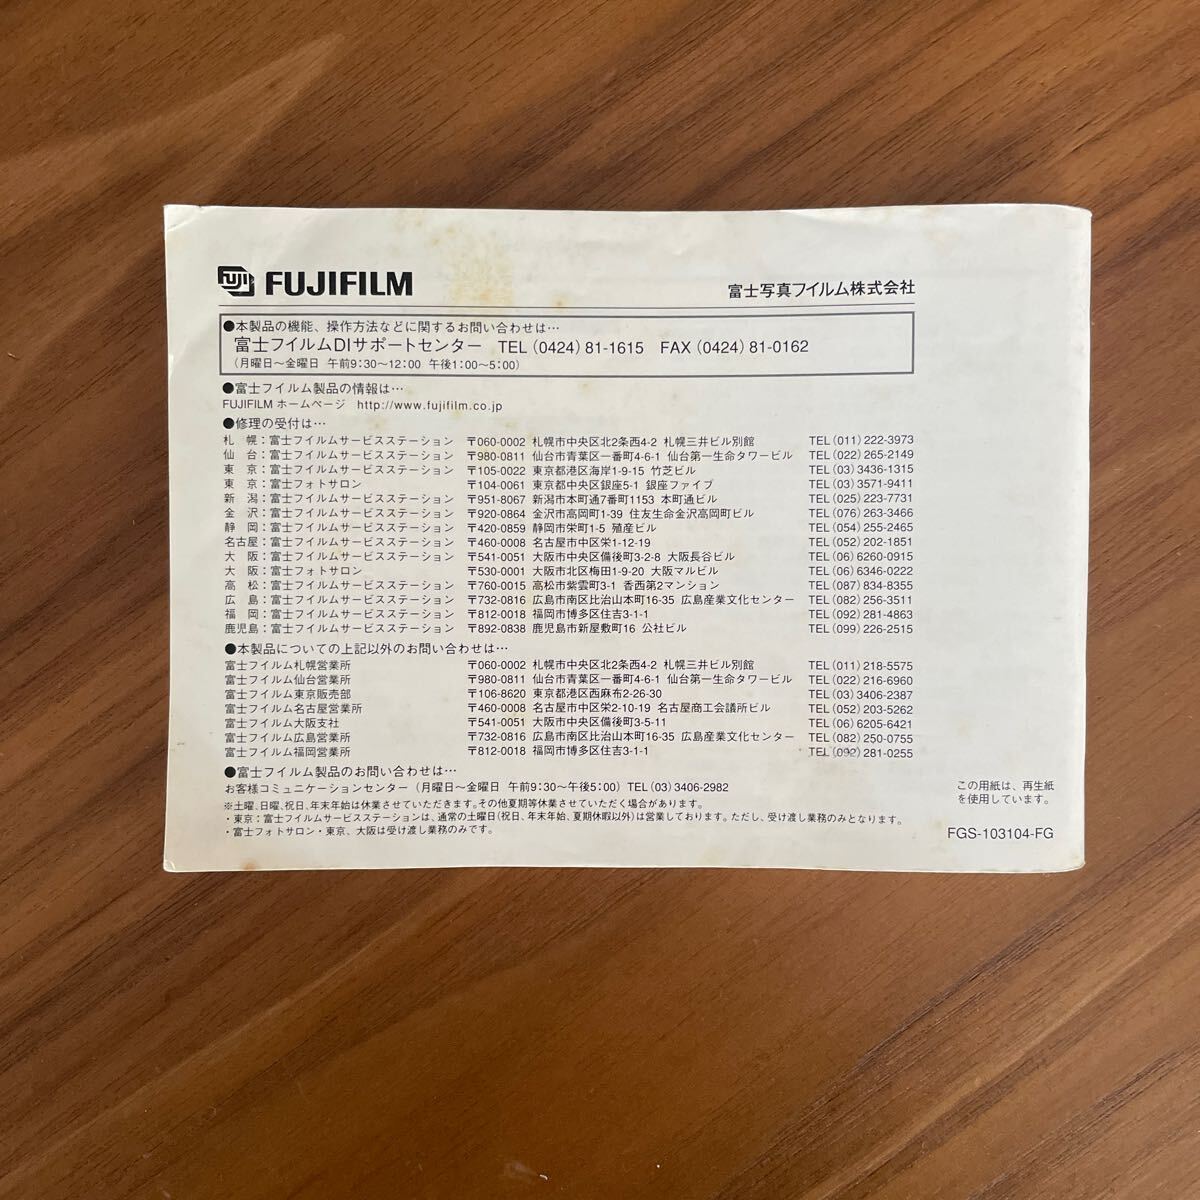 FUJI FUJIFILM 富士写真フイルム株式会社
●本製品の機能、操作方法などに関するお問い合わせは…
富士フイルムDIサポートセンター TEL (0424) 81-1615 FAX (0424) 81-0162
(月曜日〜金曜日 午前9:30〜12:00 午後1:00〜5:00)
●富士フイルム製品の情報は…
FUJIFILM ホームページ http://www.fujifilm.co.jp
●修理の受付は…
札 幌:富士フイルムサービスステーション 〒060-0002 札幌市中央区北2条西4-2 札幌三井ビル別館 TEL (011) 222-3973
仙 台:富士フイルムサービスステーション 〒980-0811 仙台市青葉区一番町4-6-1 仙台第一生命タワービル TEL (022) 265-2149
東 京:富士フイルムサービスステーション 〒105-0022 東京都港区海岸1-9-15 竹芝ビル TEL (03) 3436-1315
東 京:富士フォトサロン 〒104-0061 東京都中央区銀座5-1 銀座ファイブ TEL (03) 3571-9411
新 潟:富士フイルムサービスステーション 〒951-8067 新潟市本町通7番町1153 本町通ビル TEL (025) 223-7731
金 沢:富士フイルムサービスステーション 〒920-0864 金沢市高岡町1-39 住友生命金沢高岡町ビル TEL (076) 263-3466
静 岡:富士フイルムサービスステーション 〒420-0859 静岡市栄町1-5 殖産ビル TEL (054) 255-2465
名古屋:富士フイルムサービスステーション 〒460-0008 名古屋市中区栄1-12-19 TEL (052) 202-1851
大 阪:富士フイルムサービスステーション 〒541-0051 大阪市中央区備後町3-2-8 大阪長谷ビル TEL (06) 6260-0915
大 阪:富士フォトサロン 〒530-0001 大阪市北区梅田1-9-20 大阪マルビル TEL (06) 6346-0222
高 松:富士フイルムサービスステーション 〒760-0015 高松市紫雲町3-1 香西第2マンション TEL (087) 834-8355
広 島:富士フイルムサービスステーション 〒732-0816 広島市南区比治山本町16-35 広島産業文化センター TEL (082) 256-3511
福 岡:富士フイルムサービスステーション 〒812-0018 福岡市博多区住吉3-1-1 TEL (092) 281-4863
鹿児島:富士フイルムサービスステーション 〒892-0838 鹿児島市新屋敷町16 公社ビル TEL (099) 226-2515
●本製品についての上記以外のお問い合わせは…
富士フイルム札幌営業所 〒060-0002 札幌市中央区北2条西4-2 札幌三井ビル別館 TEL (011) 218-5575
富士フイルム仙台営業所 〒980-0811 仙台市青葉区一番町4-6-1 仙台第一生命タワービル TEL (022) 216-6960
富士フイルム東京販売部 〒106-8620 東京都港区西麻布2-26-30 TEL (03) 3406-2387
富士フイルム名古屋営業所 〒460-0008 名古屋市中区栄2-10-19 名古屋商工会議所ビル TEL (052) 203-5262
富士フイルム大阪支社 〒541-0051 大阪市中央区備後町3-5-11 TEL (06) 6205-6421
富士フイルム広島営業所 〒732-0816 広島市南区比治山本町16-35 広島産業文化センター TEL (082) 250-0755
富士フイルム福岡営業所 〒812-0018 福岡市博多区住吉3-1-1 TEL (092) 281-0255
●富士フイルム製品のお問い合わせは…
お客様コミュニケーションセンター (月曜日〜金曜日 午前9:30〜午後5:00) TEL (03) 3406-2982
※土曜、日曜、祝日、年末年始は休業させていただきます。その他夏期等休業させていただく場合があります。
・東京:富士フイルムサービスステーションは、通常の土曜日(祝日、年末年始、夏期休暇以外)は営業しております。ただし、受け渡し業務のみとなります。
・富士フォトサロン・東京、大阪は受け渡し業務のみです。
この用紙は、再生紙
を使用しています。
FGS-103104-FG